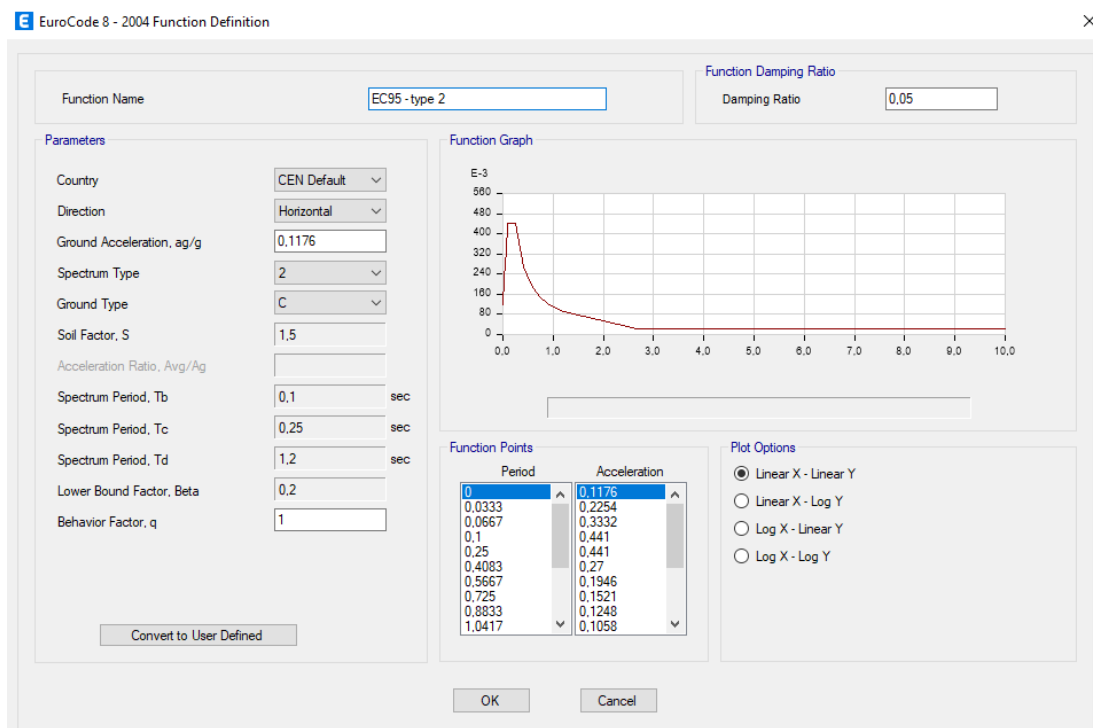 E EuroCode 8 - 2004 Function Definition
Function Name
EC95 - type 2
Function Damping Ratio
Damping Ratio
0,05
Parameters
Country
CEN Default
Direction
Horizontal
Ground Acceleration, ag/g
0,1176
Spectrum Type
2
Ground Type
C
Soil Factor, S
1,5
Acceleration Ratio, Avg/Ag
Spectrum Period, Tb
0,1
sec
Spectrum Period, Tc
0,25
sec
Spectrum Period, Td
1,2
sec
Lower Bound Factor, Beta
0,2
Behavior Factor, q
1
Convert to User Defined
Function Graph
E-3
560
480
400
320
240
160
80
0
0,0 1,0 2,0 3,0 4,0 5,0 6,0 7,0 8,0 9,0 10,0
Function Points
Period Acceleration
0 0,1176
0,0333 0,2254
0,0667 0,3332
0,1 0,441
0,25 0,441
0,4083 0,27
0,5667 0,1946
0,725 0,1521
0,8833 0,1248
1,0417 0,1058
Plot Options
Linear X - Linear Y
Linear X - Log Y
Log X - Linear Y
Log X - Log Y
OK
Cancel